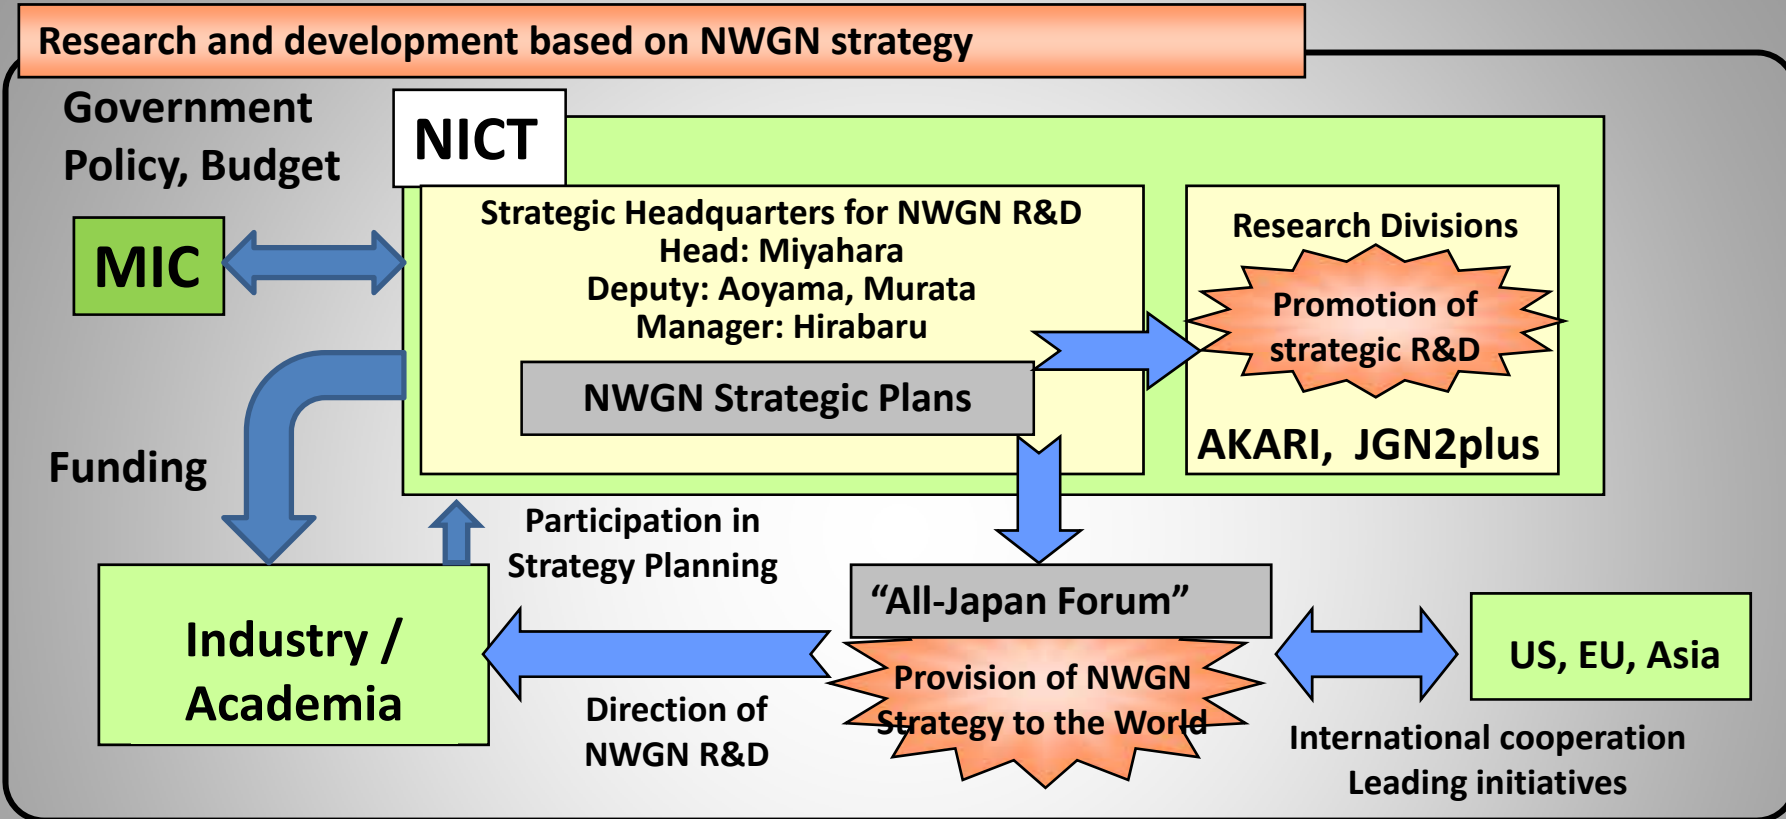 Research and development based on NWGN strategy
Government
Policy, Budget
NICT
MIC
Strategic Headquarters for NWGN R&D
Head: Miyahara
Deputy: Aoyama, Murata
Manager: Hirabaru
NWGN Strategic Plans
Research Divisions
Promotion of
strategic R&D
AKARI, JGN2plus
Funding
Participation in
Strategy Planning
Industry /
Academia
Direction of
NWGN R&D
“All-Japan Forum”
Provision of NWGN
Strategy to the World
US, EU, Asia
International cooperation
Leading initiatives